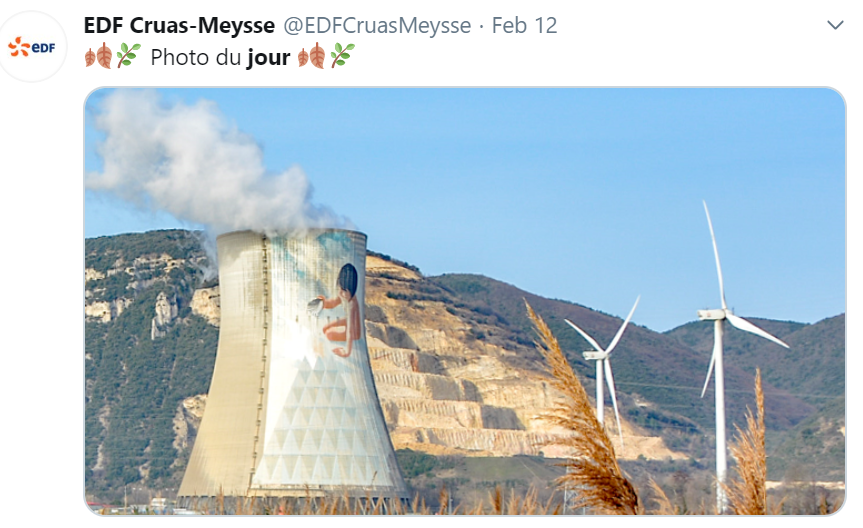 EDF Cruas-Meysse @EDFCruasMeysse · Feb 12
🍂🌿 Photo du jour 🍂🌿
edf